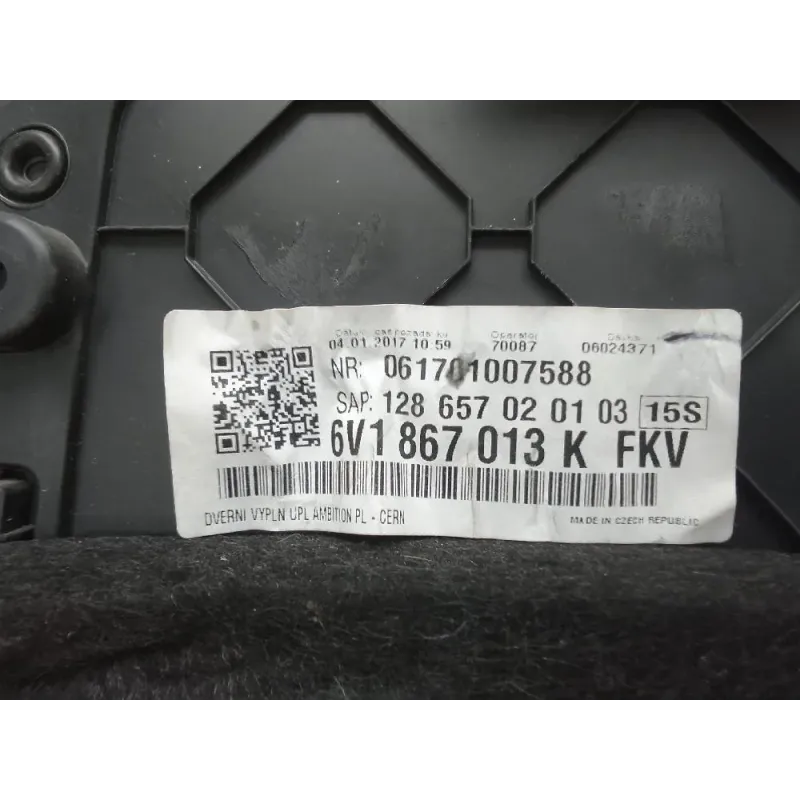 Operator
04.01.2017 10:59 70087 06024371
NR: 061701007588
SAP: 128 657 02 01 03 15S
6V1 867 013 K FKV
DVERNI VYPLN UPL AMBITION PL - CERN
MADE IN CZECH REPUBLIC